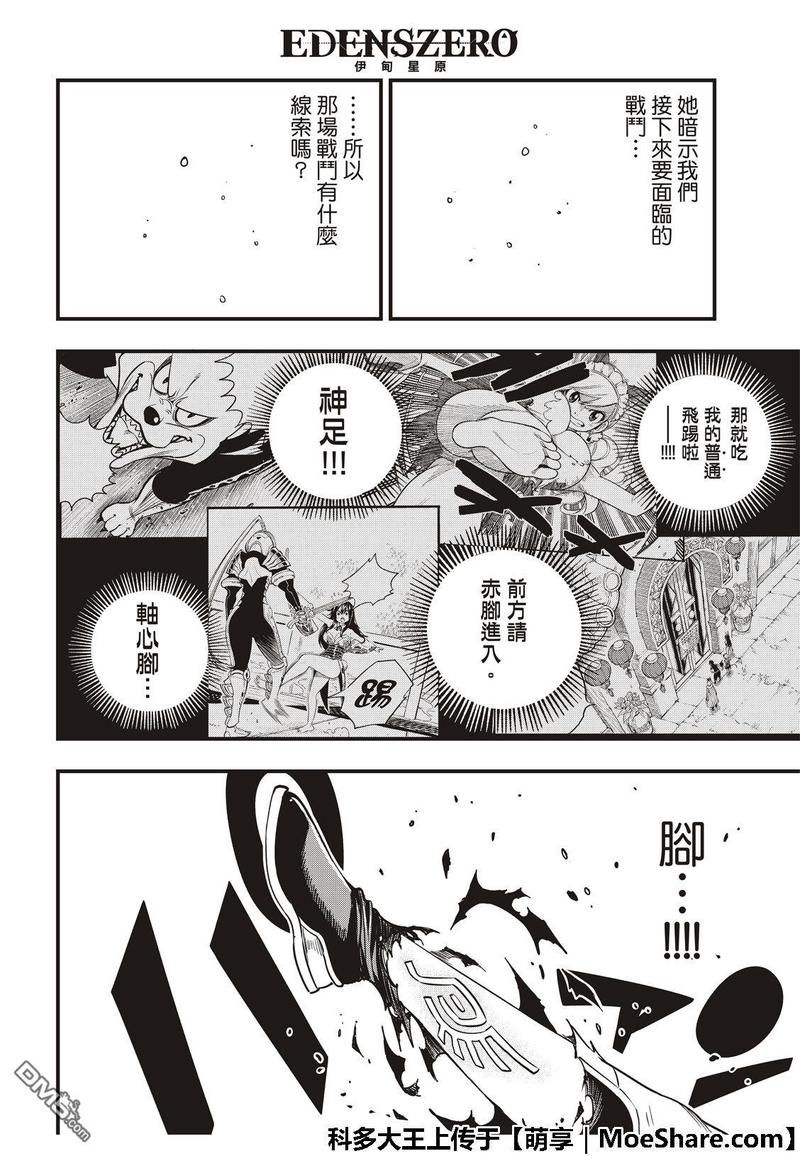 EDENSZERO
伊甸星原
她暗示我們
接下來要面臨的
戰鬥…
……所以
那場戰鬥有什麼
線索嗎？
那就吃
我的普通
飛踢啦
——!!!!
神足!!!
前方請
赤腳進入。
踢
軸心腳…
腳…!!!!
DM5
科多大王上传于【萌享｜MoeShare.com】